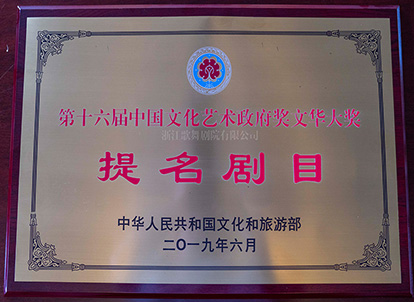 第十六届中国文化艺术政府奖文华大奖
浙江歌舞剧院有限公司
提名剧目
中华人民共和国文化和旅游部
二〇一九年六月